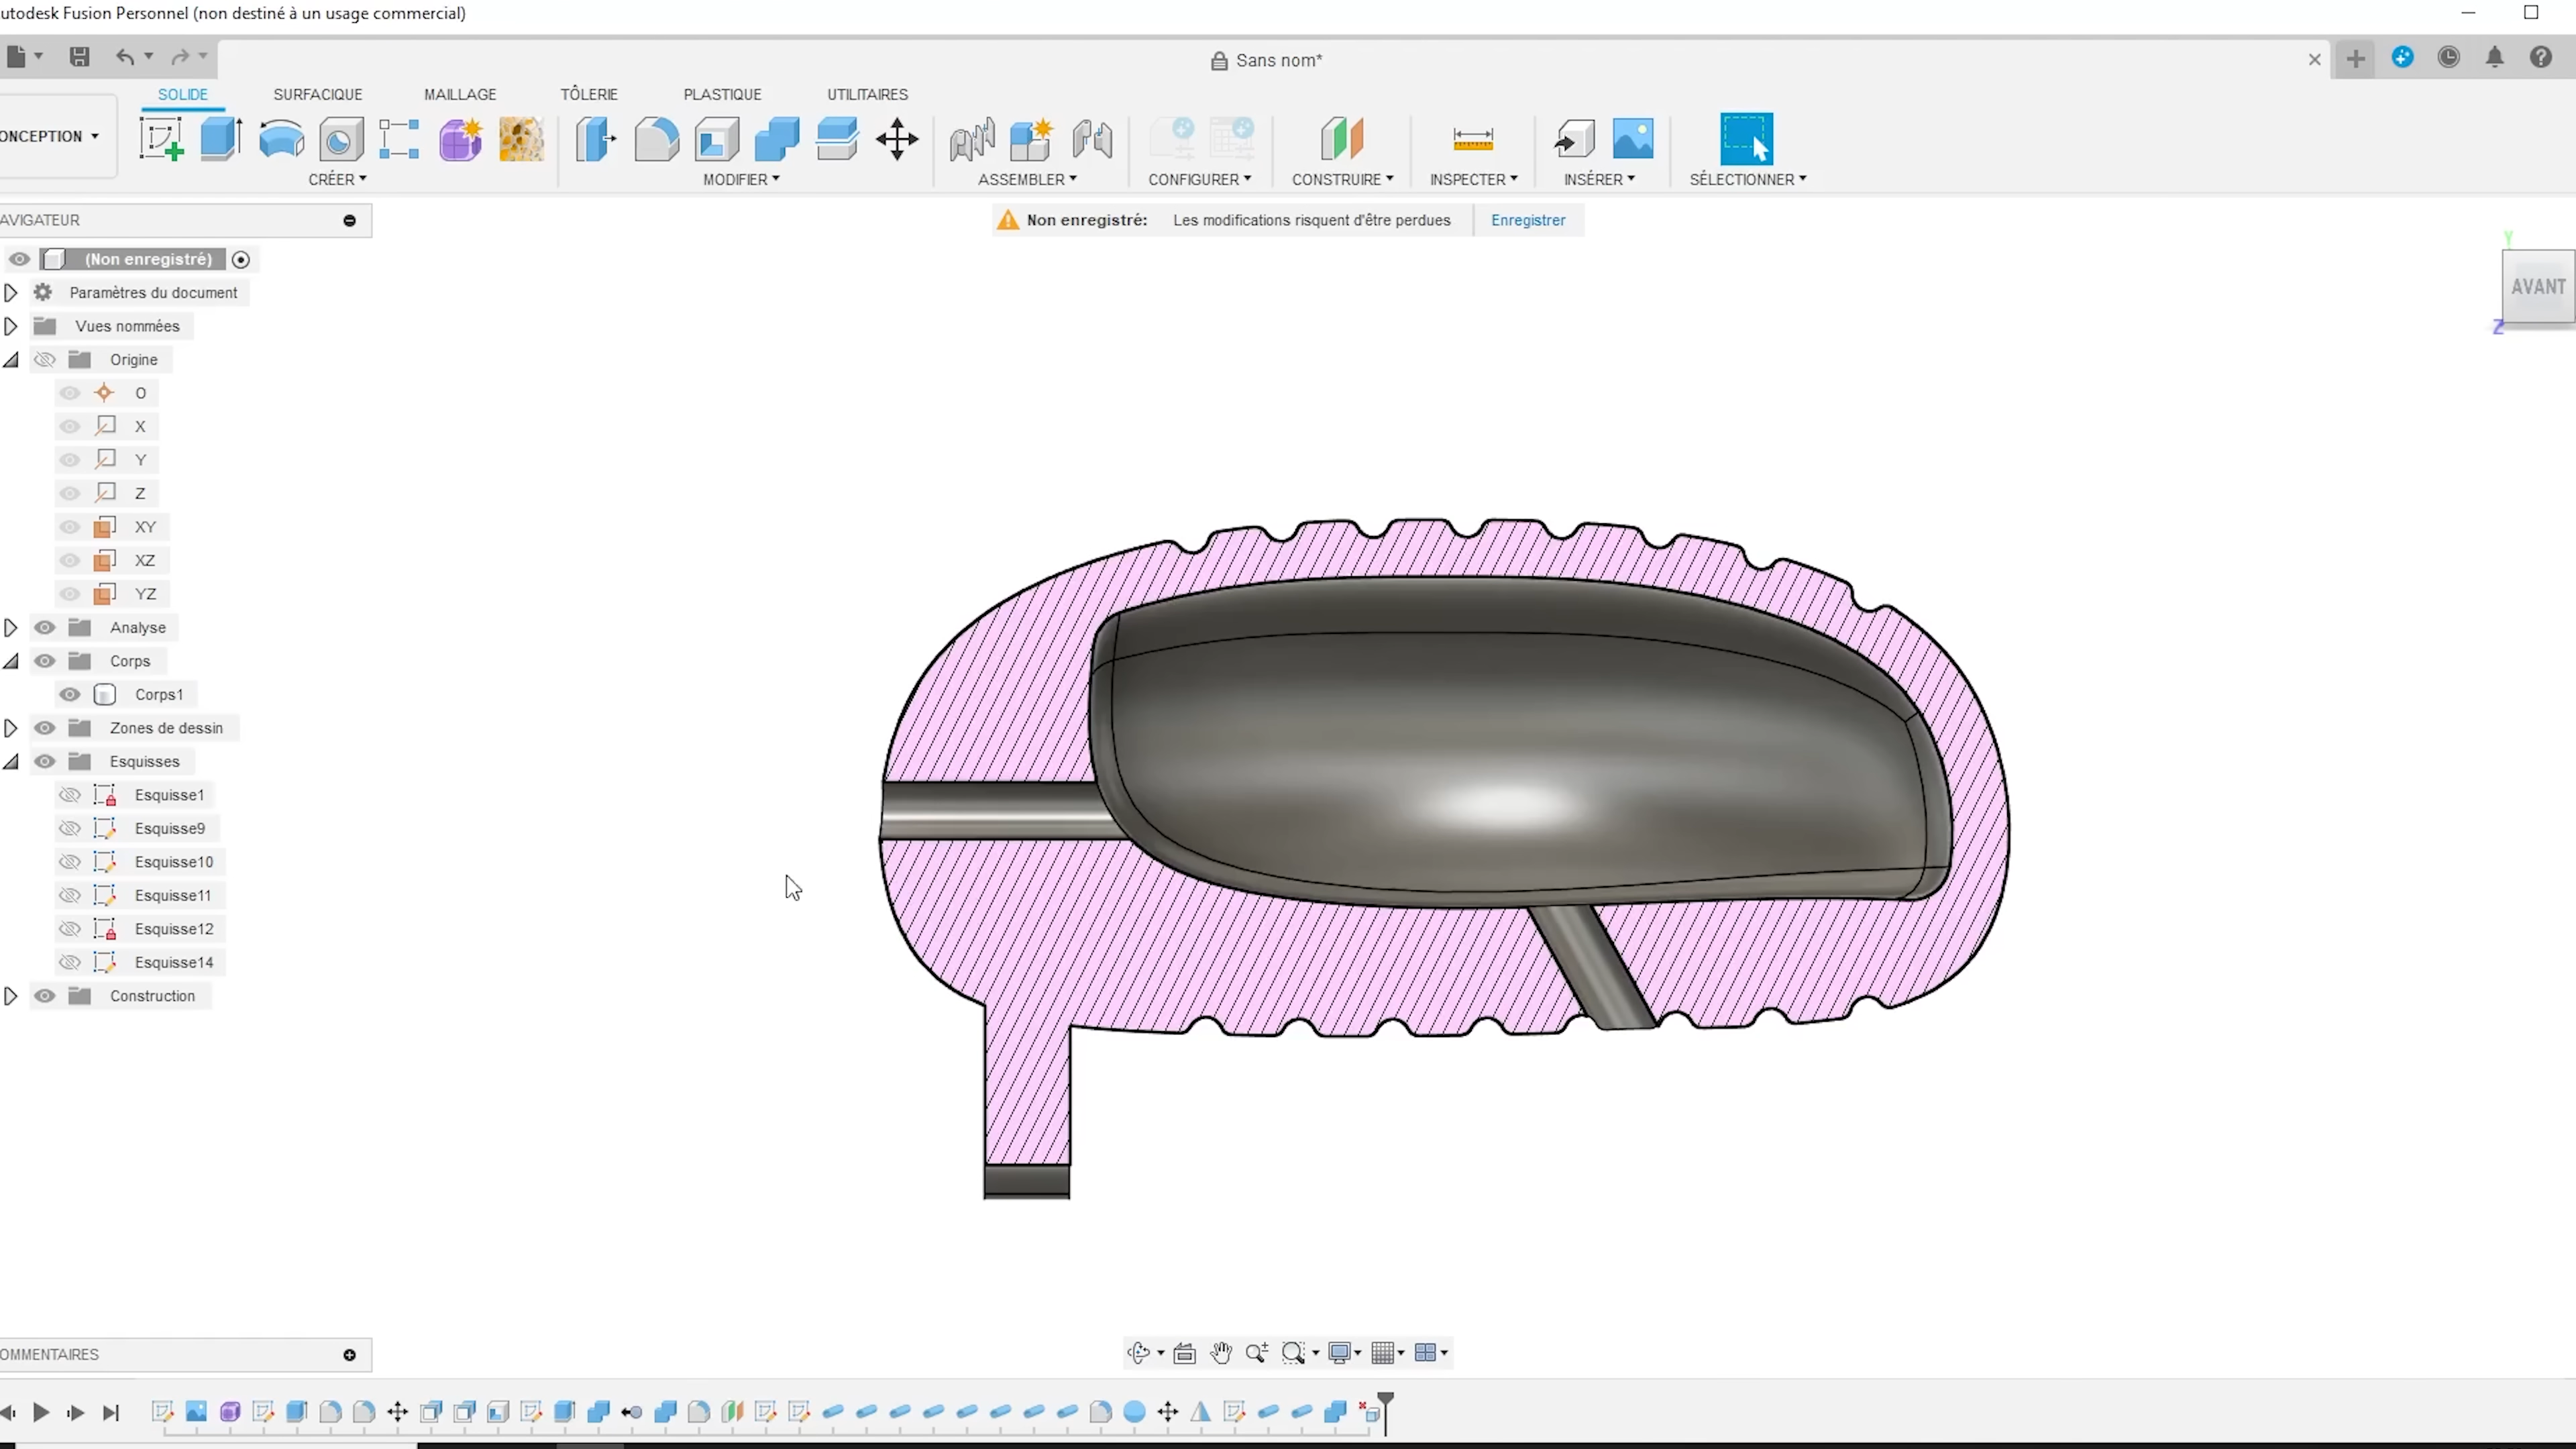 utodesk Fusion Personnel (non destiné à un usage commercial)
Sans nom*
SOLIDE SURFACIQUE MAILLAGE TÔLERIE PLASTIQUE UTILITAIRES
ONCEPTION
CRÉER MODIFIER ASSEMBLER CONFIGURER CONSTRUIRE INSPECTER INSÉRER SÉLECTIONNER
AVIGATEUR
Non enregistré: Les modifications risquent d'être perdues Enregistrer
(Non enregistré)
Paramètres du document
Vues nommées
Origine
O
X
Y
Z
XY
XZ
YZ
Analyse
Corps
Corps1
Zones de dessin
Esquisses
Esquisse1
Esquisse9
Esquisse10
Esquisse11
Esquisse12
Esquisse14
Construction
Y
AVANT
Z
OMMENTAIRES